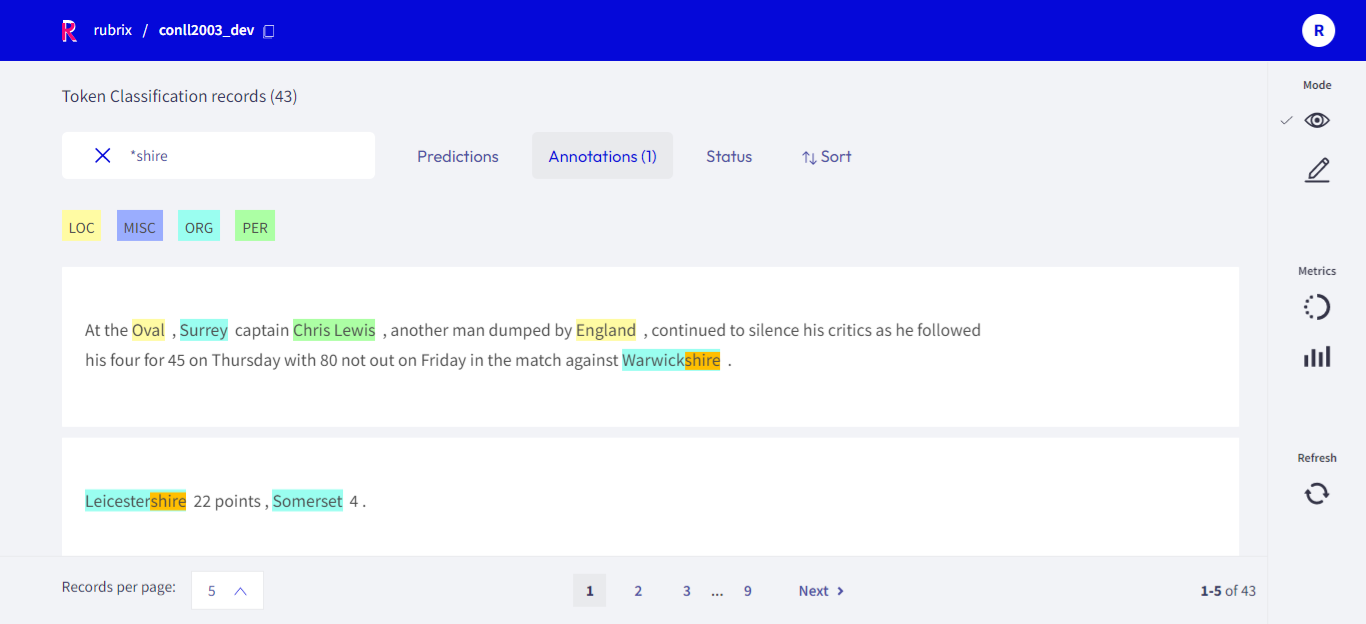 R rubrix / conll2003_dev R
Token Classification records (43)
Mode
*shire Predictions Annotations (1) Status Sort
LOC MISC ORG PER
Metrics
At the Oval , Surrey captain Chris Lewis , another man dumped by England , continued to silence his critics as he followed
his four for 45 on Thursday with 80 not out on Friday in the match against Warwickshire .
Refresh
Leicestershire 22 points , Somerset 4 .
Records per page: 5 1 2 3 ... 9 Next 1-5 of 43